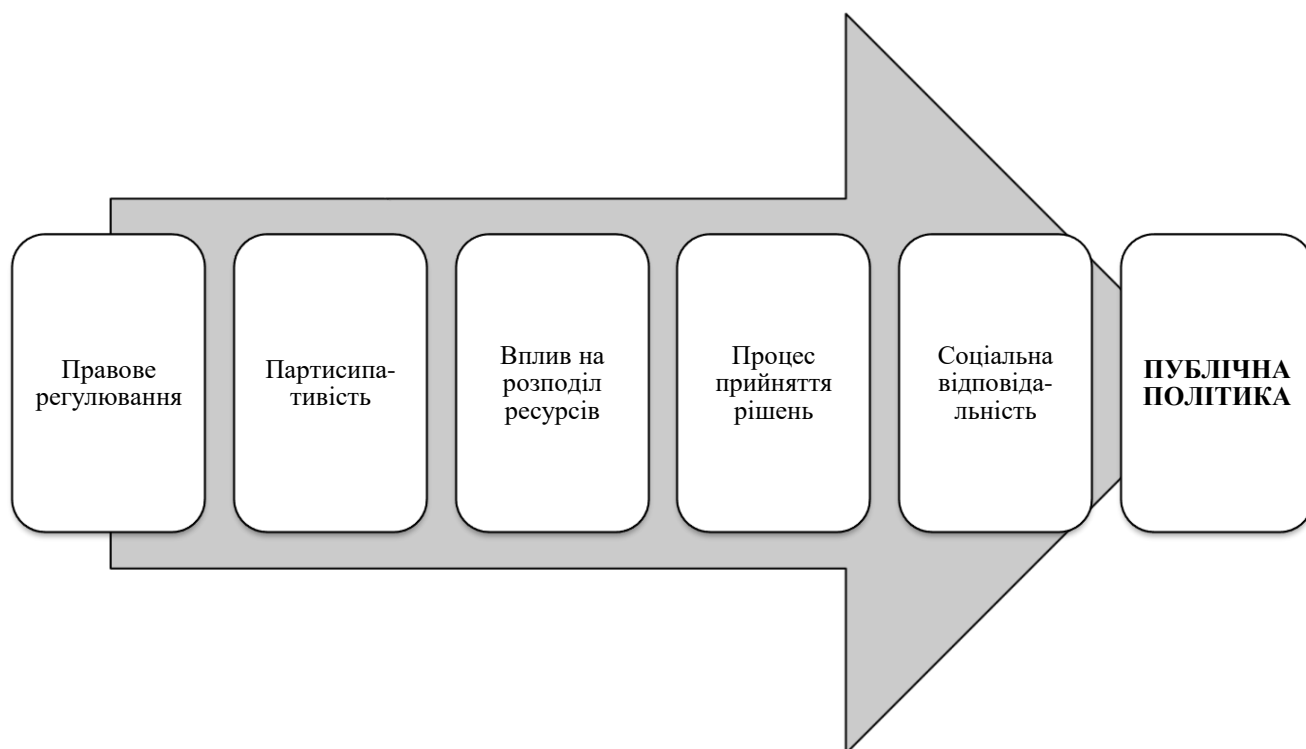 Правове
регулювання
Партисипа-
тивість
Вплив на
розподіл
ресурсів
Процес
прийняття
рішень
Соціальна
відповіда-
льність
ПУБЛІЧНА
ПОЛІТИКА